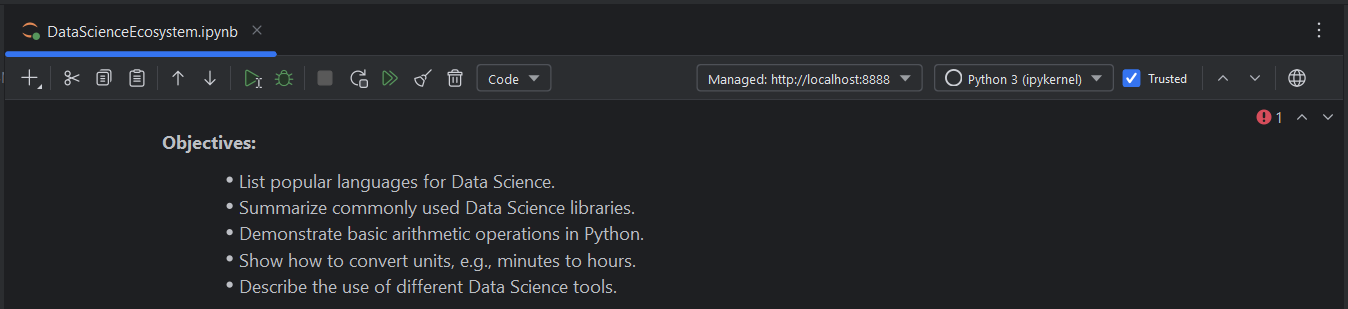 DataScienceEcosystem.ipynb
Code
Managed: http://localhost:8888
Python 3 (ipykernel)
Trusted
1
Objectives:
• List popular languages for Data Science.
• Summarize commonly used Data Science libraries.
• Demonstrate basic arithmetic operations in Python.
• Show how to convert units, e.g., minutes to hours.
• Describe the use of different Data Science tools.